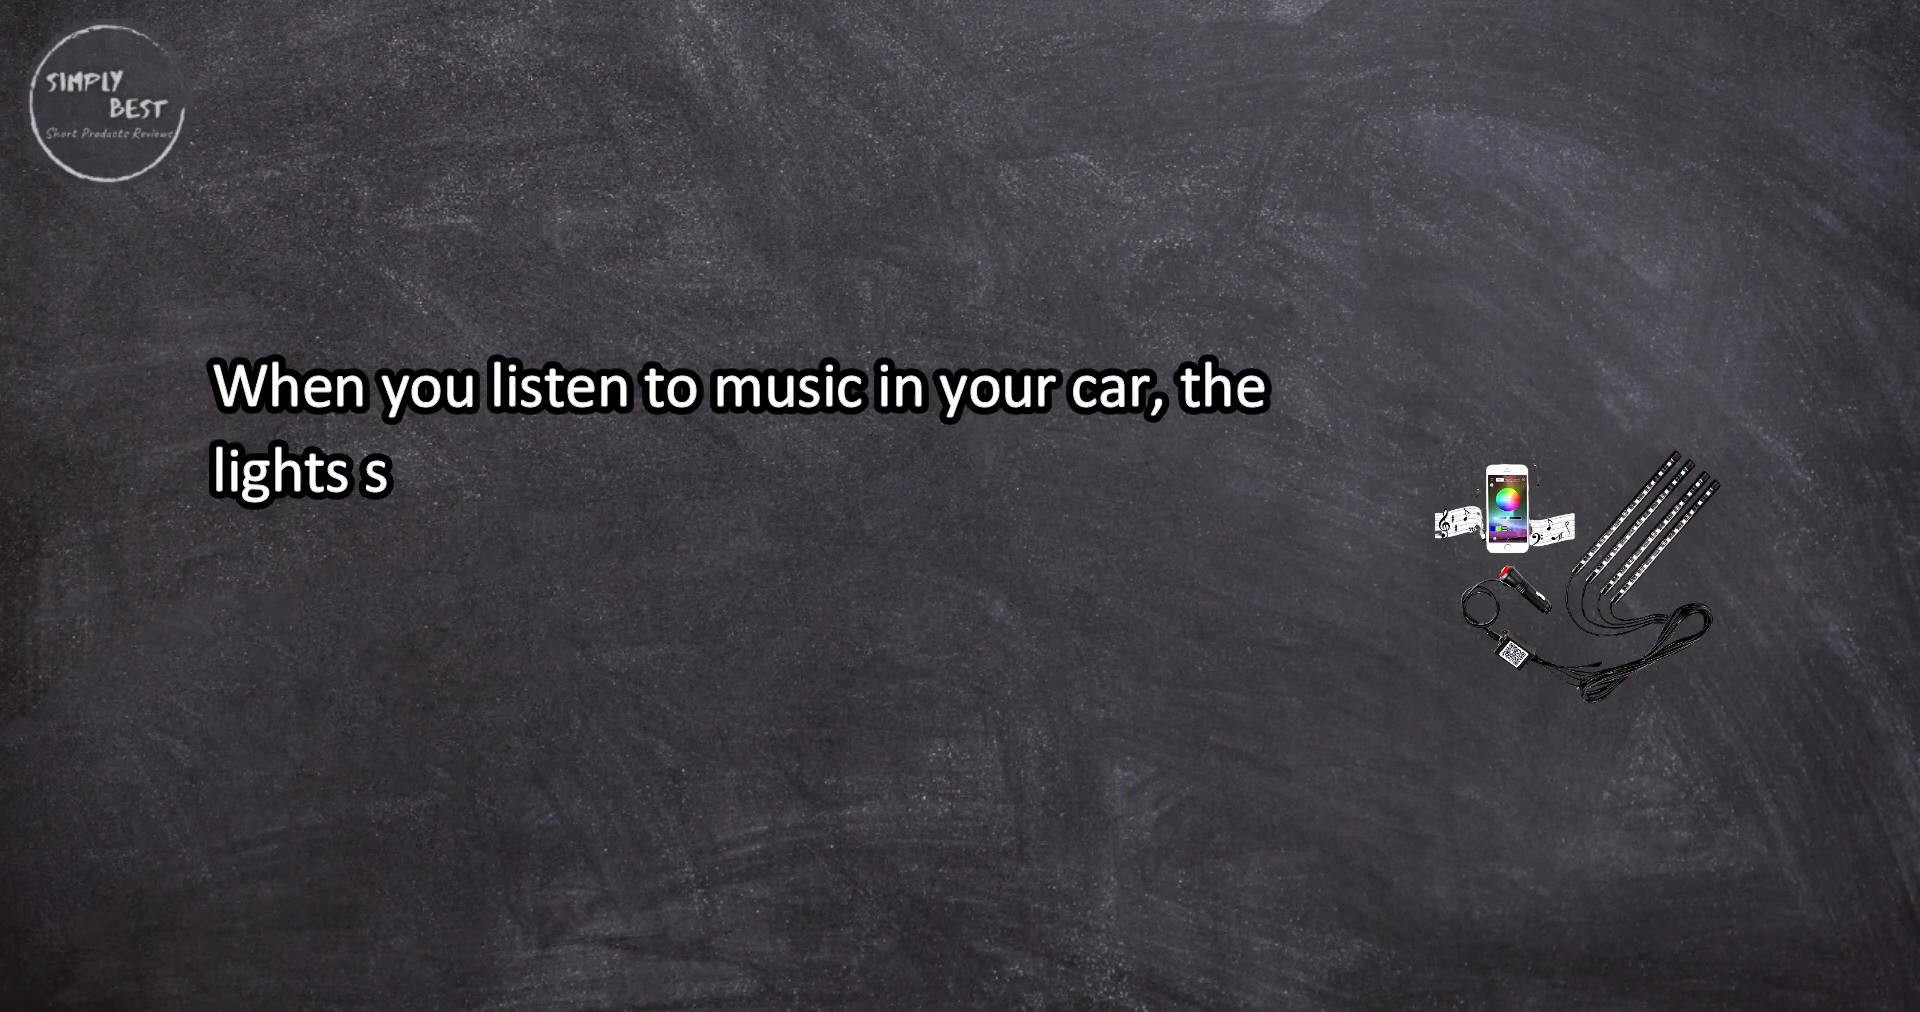 SIMPLY
BEST
Short Products Reviews
When you listen to music in your car, the
lights s